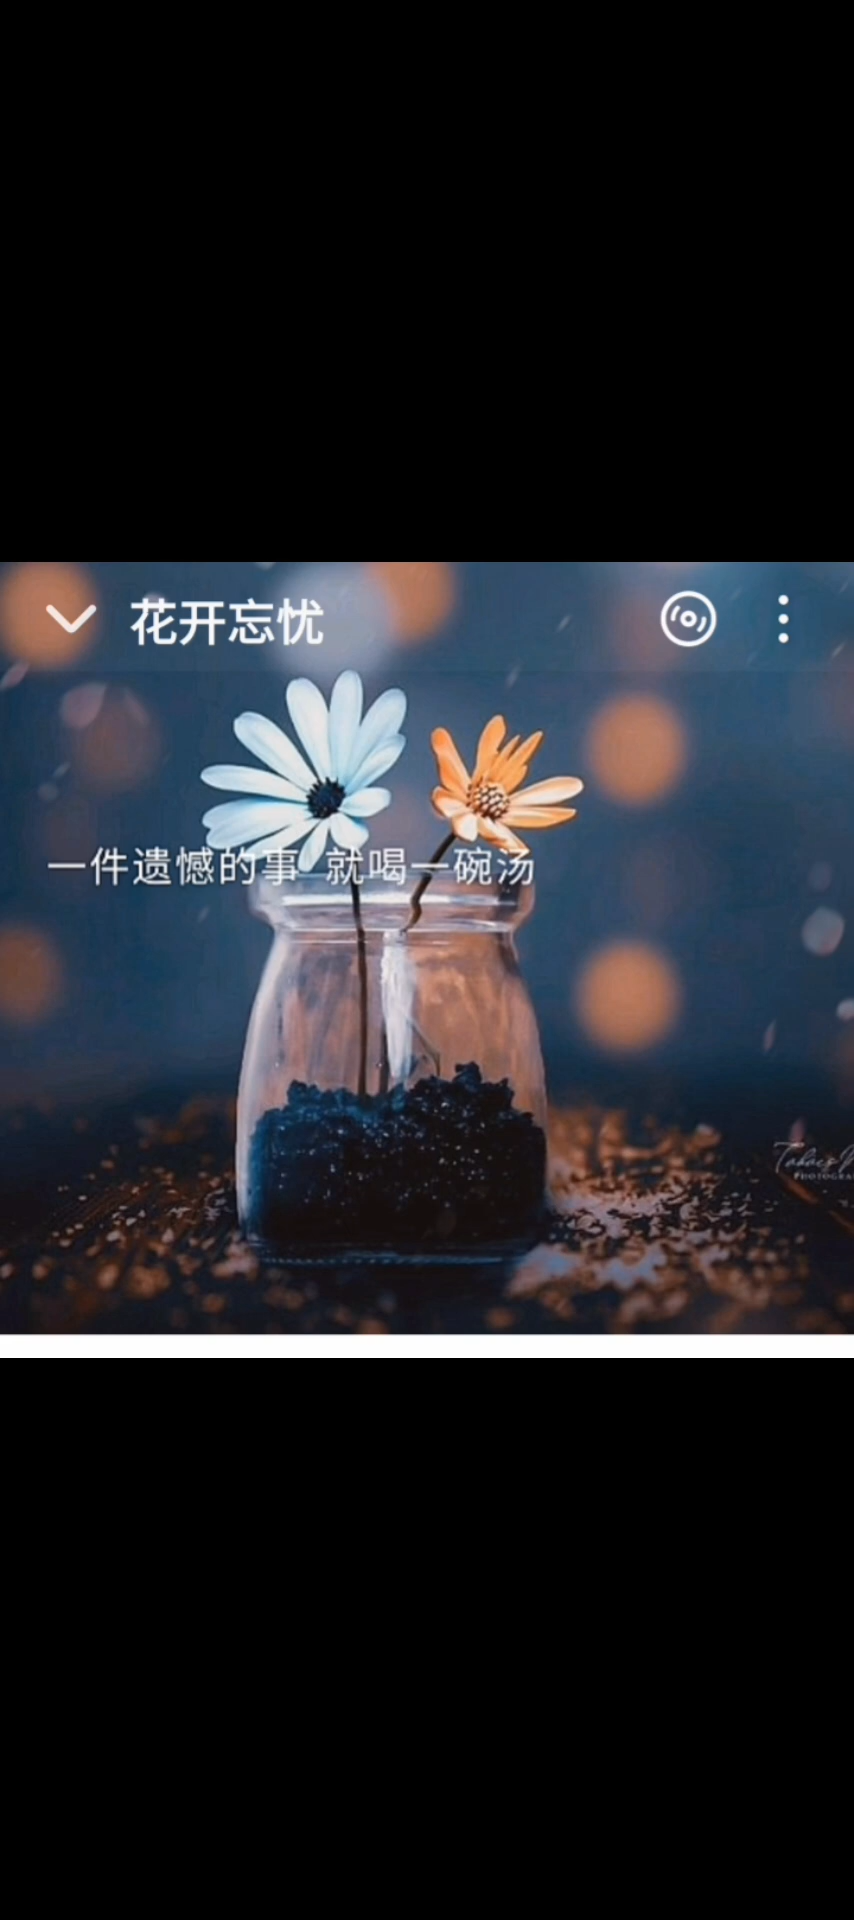 花开忘忧
一件遗憾的事 就喝一碗汤